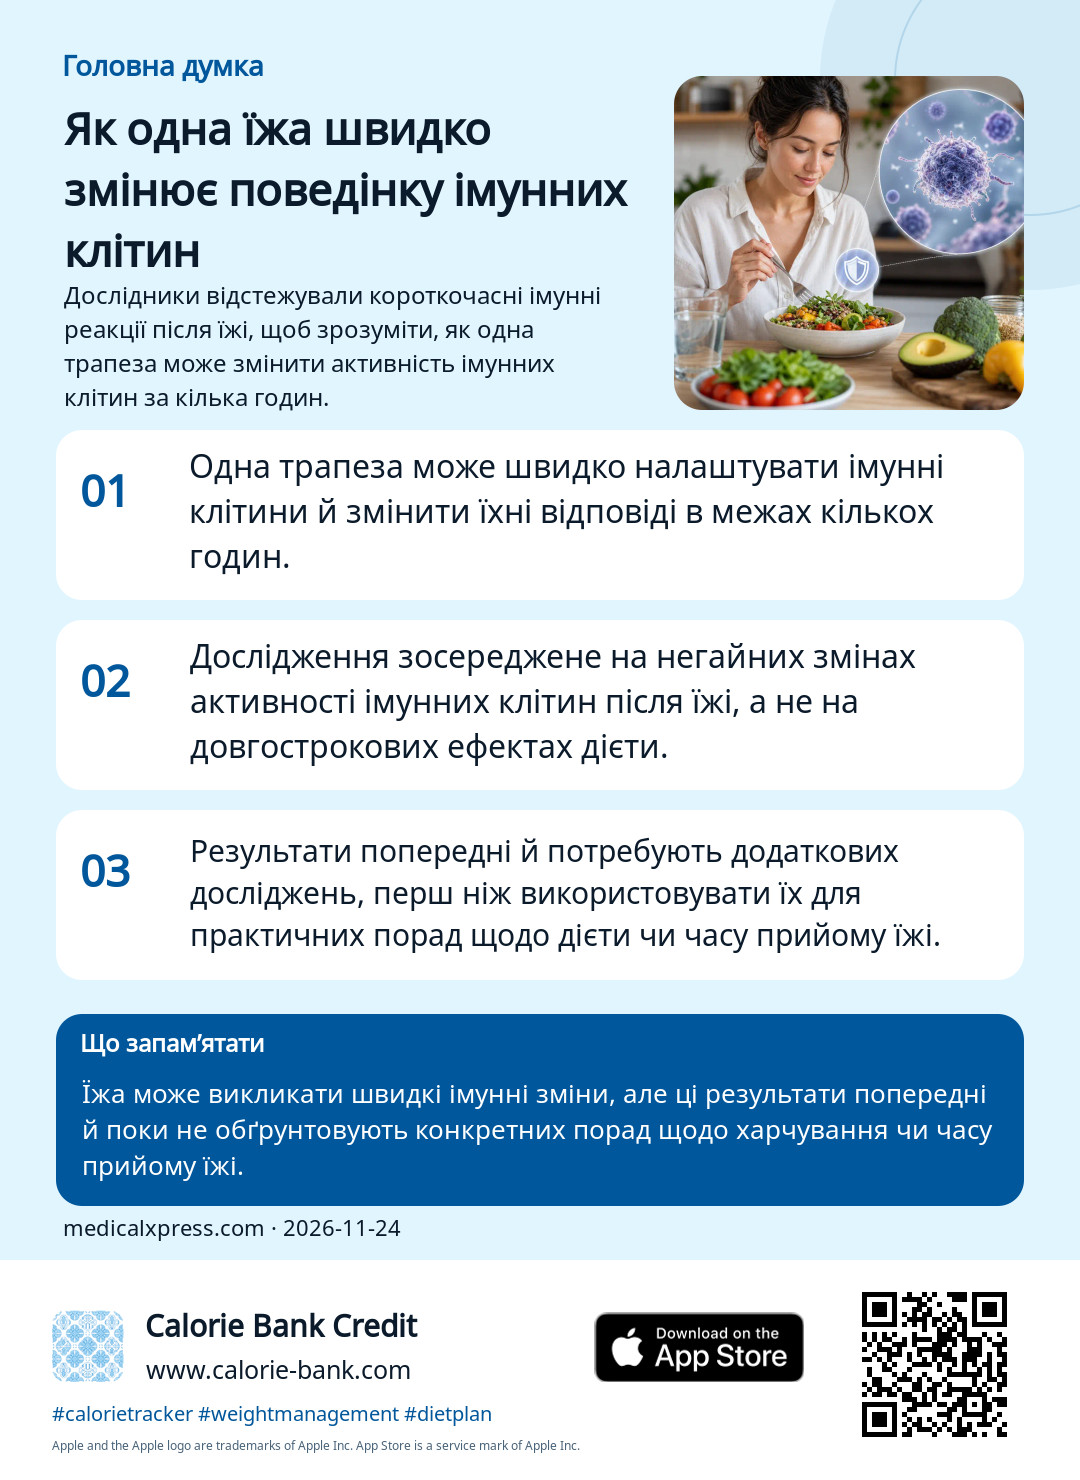 Головна думка
Як одна їжа швидко
змінює поведінку імунних
клітин
Дослідники відстежували короткочасні імунні
реакції після їжі, щоб зрозуміти, як одна
трапеза може змінити активність імунних
клітин за кілька годин.
01
Одна трапеза може швидко налаштувати імунні
клітини й змінити їхні відповіді в межах кількох
годин.
02
Дослідження зосереджене на негайних змінах
активності імунних клітин після їжі, а не на
довгострокових ефектах дієти.
03
Результати попередні й потребують додаткових
досліджень, перш ніж використовувати їх для
практичних порад щодо дієти чи часу прийому їжі.
Що запам’ятати
Їжа може викликати швидкі імунні зміни, але ці результати попередні
й поки не обґрунтовують конкретних порад щодо харчування чи часу
прийому їжі.
medicalxpress.com · 2026-11-24
Calorie Bank Credit
www.calorie-bank.com
Download on the
App Store
#calorietracker #weightmanagement #dietplan
Apple and the Apple logo are trademarks of Apple Inc. App Store is a service mark of Apple Inc.